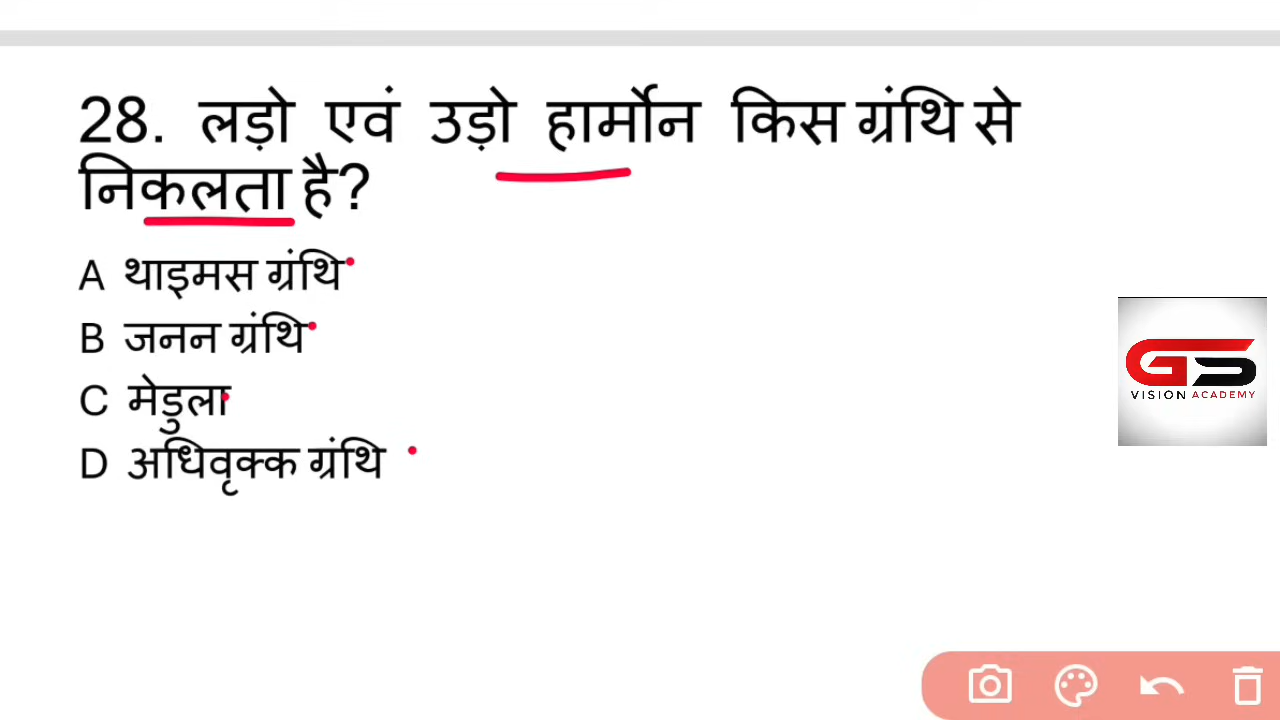 28. लड़ो एवं उड़ो हार्मोन किस ग्रंथि से
निकलता है?
A थाइमस ग्रंथि
B जनन ग्रंथि
C मेडुला
D अधिवृक्क ग्रंथि
GS
VISION ACADEMY